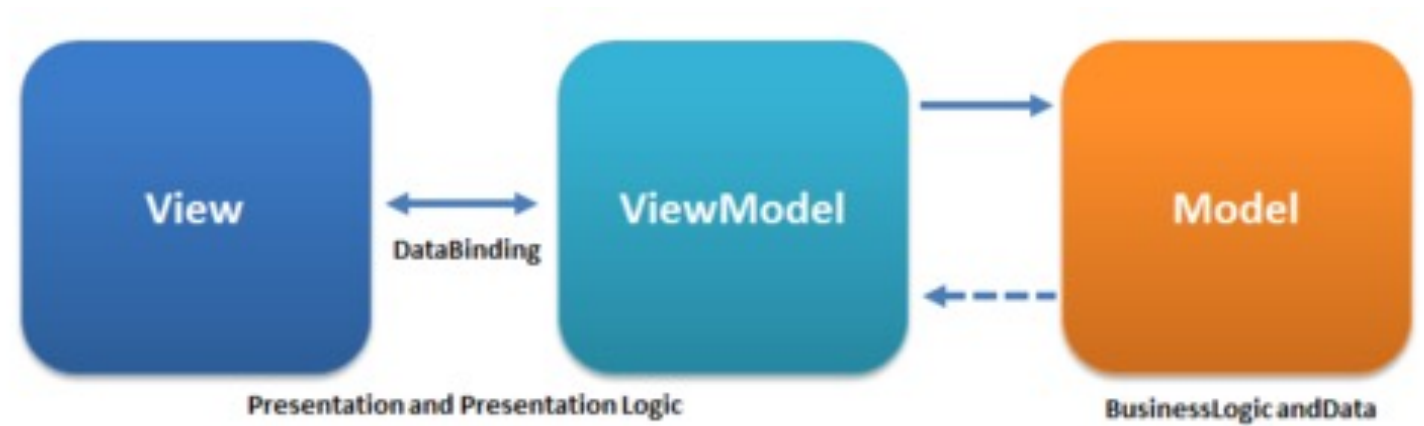 View
DataBinding
ViewModel
Model
Presentation and Presentation Logic
BusinessLogic andData